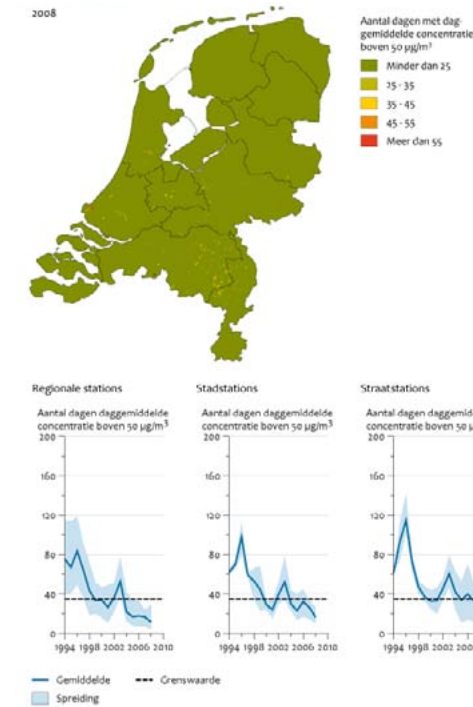 2008
Aantal dagen met dag-
gemiddelde concentratie
boven 50 µg/m³
Minder dan 25
25 - 35
35 - 45
45 - 55
Meer dan 55
Regionale stations
Aantal dagen daggemiddelde
concentratie boven 50 µg/m³
200
160
120
80
40
0
1994 1998 2002 2006 2010
Stadstations
Aantal dagen daggemiddelde
concentratie boven 50 µg/m³
200
160
120
80
40
0
1994 1998 2002 2006 2010
Straatstations
Aantal dagen daggemid
concentratie boven 50 µ
200
160
120
80
40
0
1994 1998 2002 200
Gemiddelde
Grenswaarde
Spreiding